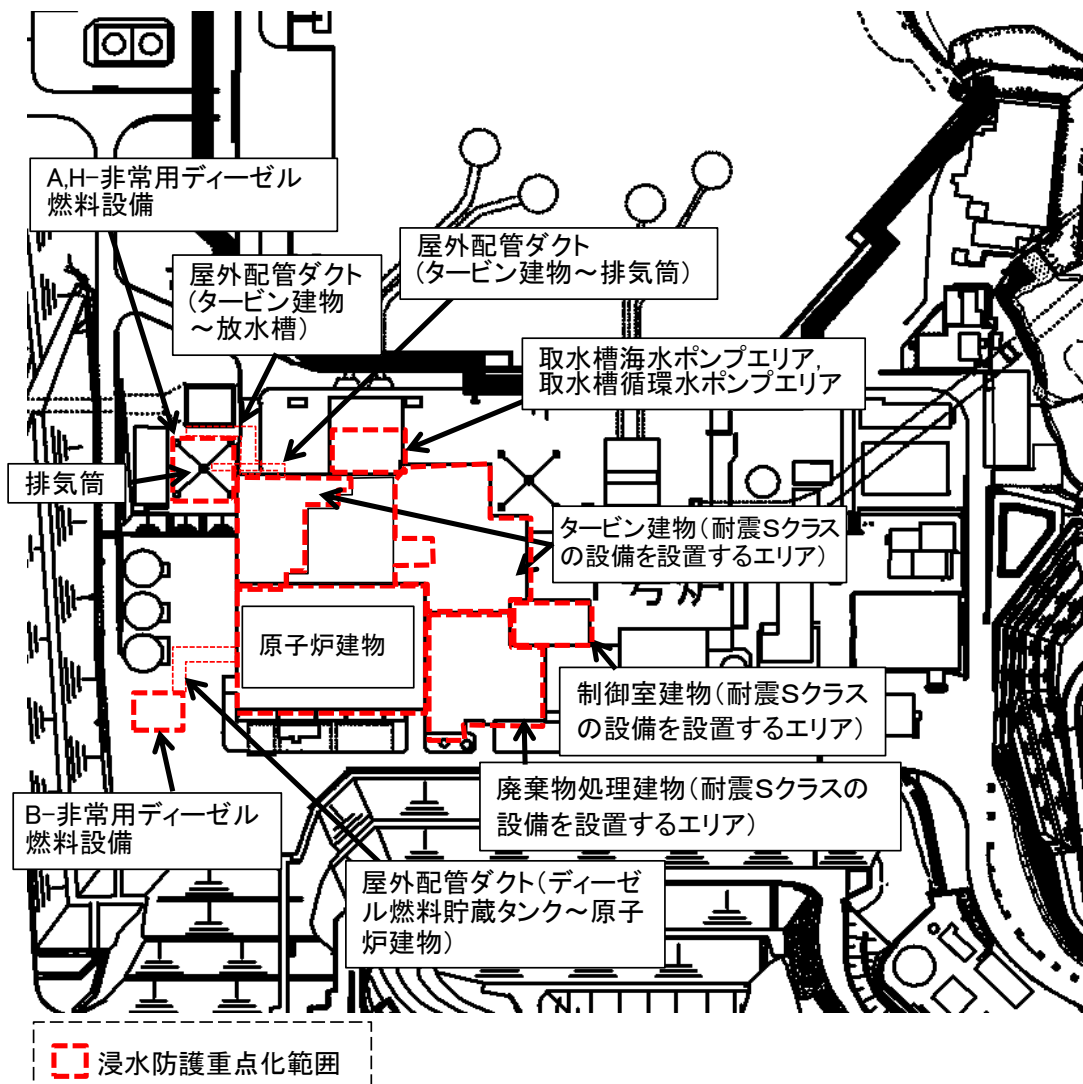 A,H-非常用ディーゼル
燃料設備
屋外配管ダクト
(タービン建物
～放水槽)
屋外配管ダクト
(タービン建物～排気筒)
取水槽海水ポンプエリア,
取水槽循環水ポンプエリア
排気筒
タービン建物(耐震Sクラス
の設備を設置するエリア)
号炉
原子炉建物
制御室建物(耐震Sクラス
の設備を設置するエリア)
廃棄物処理建物(耐震Sクラスの
設備を設置するエリア)
B-非常用ディーゼル
燃料設備
屋外配管ダクト(ディーゼ
ル燃料貯蔵タンク～原子
炉建物)
浸水防護重点化範囲